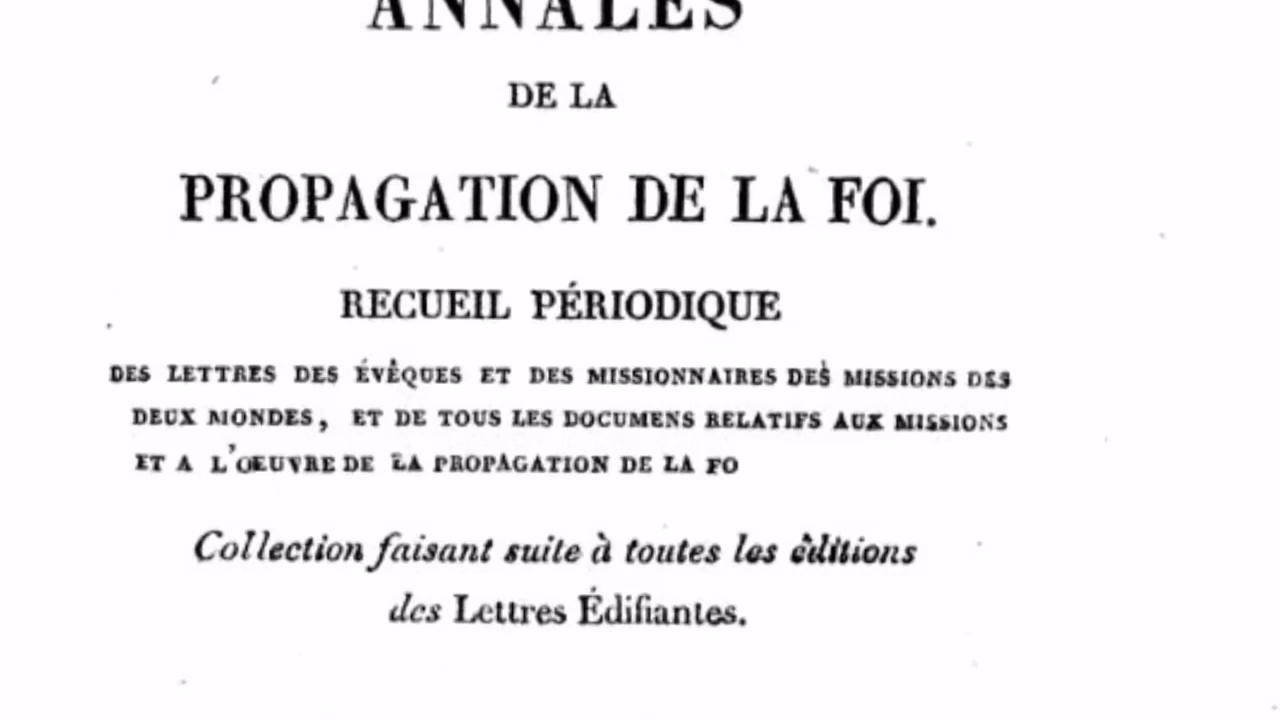 ANNALES
DE LA
PROPAGATION DE LA FOI.
RECUEIL PÉRIODIQUE
DES LETTRES DES ÉVÊQUES ET DES MISSIONNAIRES DES MISSIONS DES
DEUX MONDES, ET DE TOUS LES DOCUMENS RELATIFS AUX MISSIONS
ET A L'OEUVRE DE LA PROPAGATION DE LA FO
Collection faisant suite à toutes les éditions
des Lettres Édifiantes.